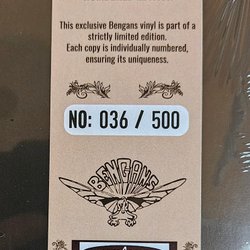 This exclusive Bengans vinyl is part of a
strictly limited edition.
Each copy is individually numbered,
ensuring its uniqueness.
NO: 036 / 500
BENGANS